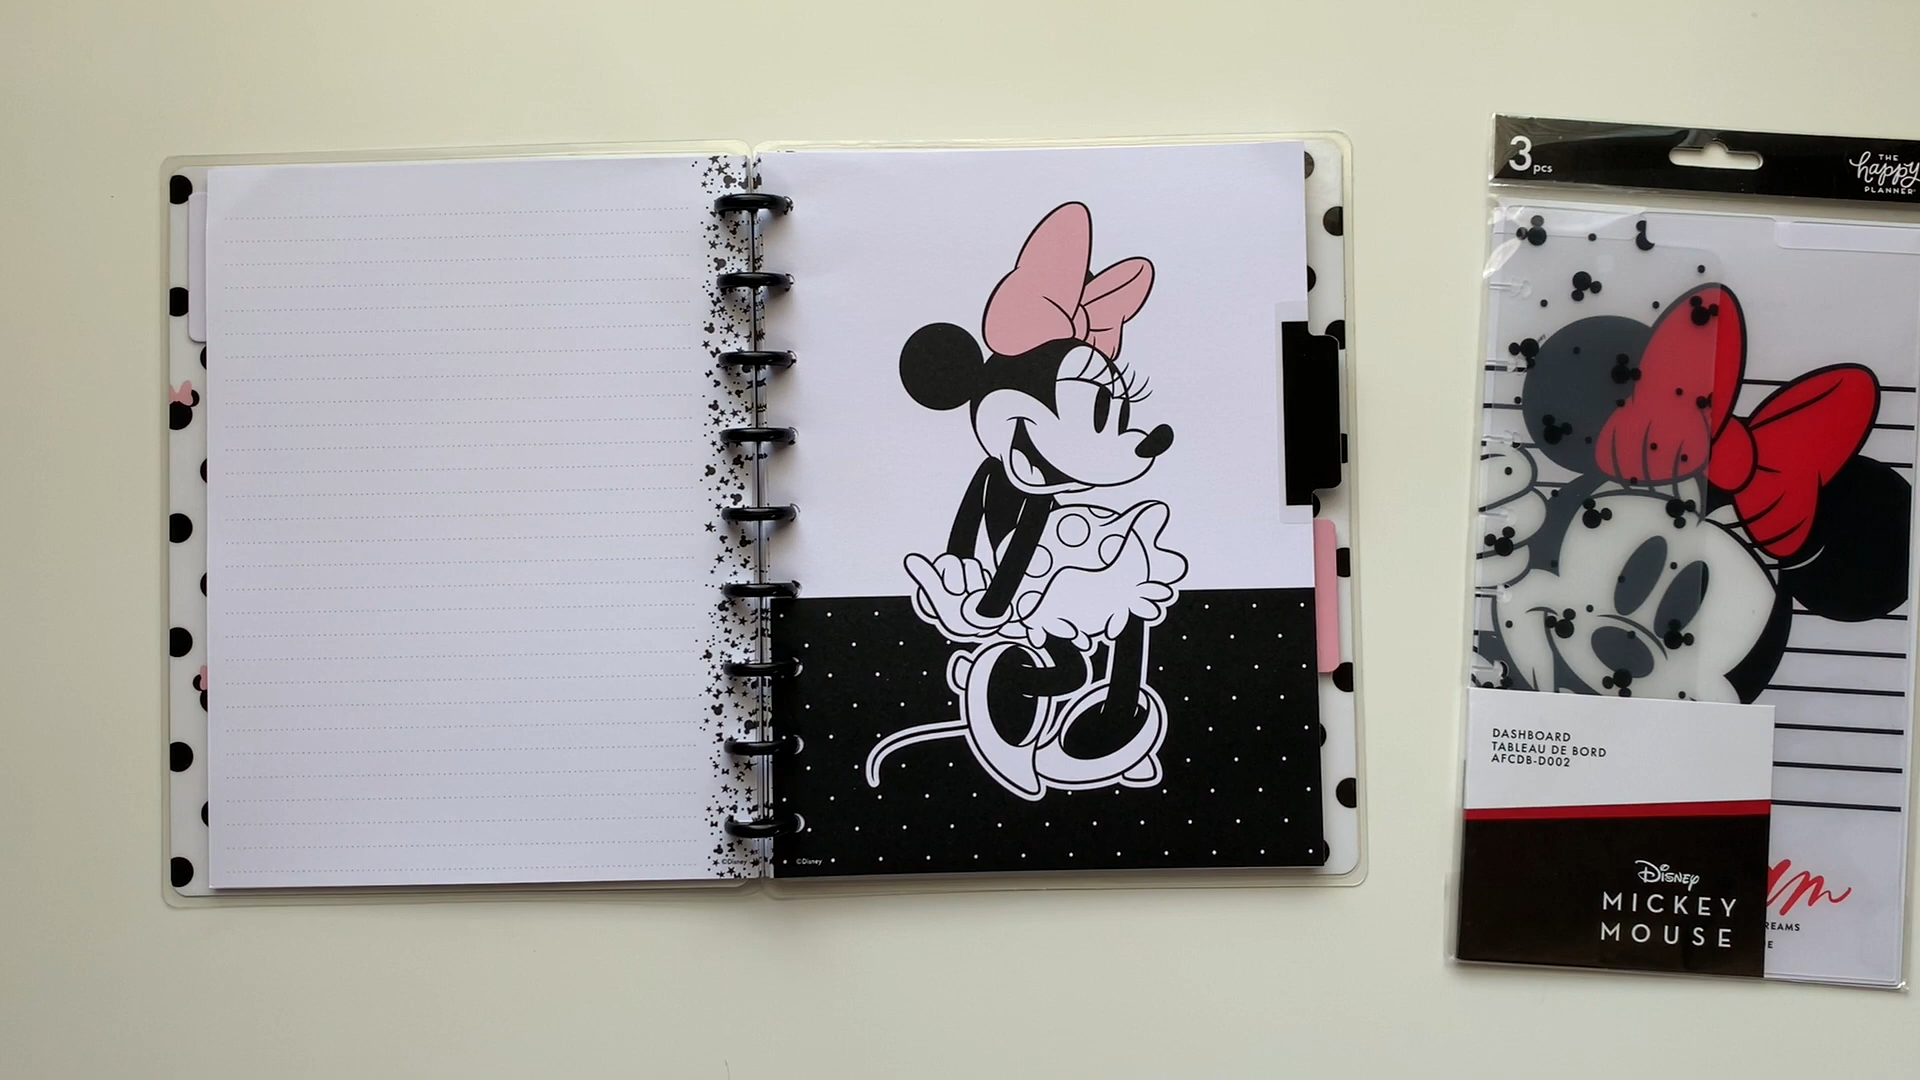 ©Disney
©Disney
3 pcs
THE
happy
PLANNER
DASHBOARD
TABLEAU DE BORD
AFCDB-D002
Disney
MICKEY
MOUSE